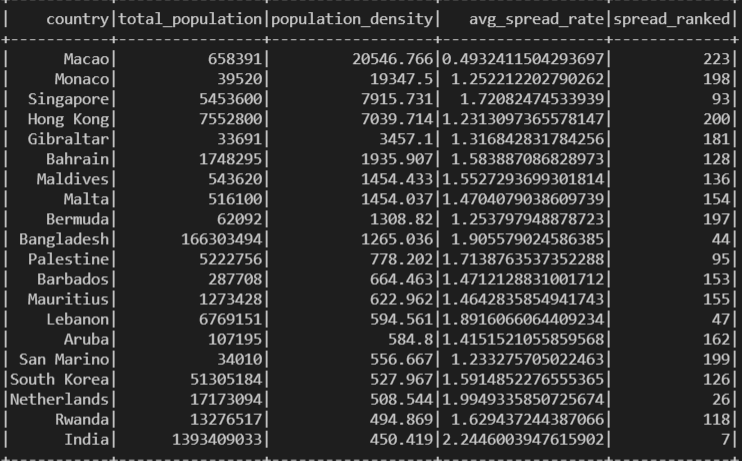 | country|total_population|population_density| avg_spread_rate|spread_ranked|
| Macao| 658391| 20546.766|0.4932411504293697| 223|
| Monaco| 39520| 19347.5| 1.252212202790262| 198|
| Singapore| 5453600| 7915.731| 1.72082474533939| 93|
| Hong Kong| 7552800| 7039.714|1.2313097365578147| 200|
| Gibraltar| 33691| 3457.1| 1.316842831784256| 181|
| Bahrain| 1748295| 1935.907| 1.583887086828973| 128|
| Maldives| 543620| 1454.433|1.5527293699301814| 136|
| Malta| 516100| 1454.037|1.4704079038609739| 154|
| Bermuda| 62092| 1308.82| 1.253797948878723| 197|
| Bangladesh| 166303494| 1265.036| 1.905579024586385| 44|
| Palestine| 5222756| 778.202|1.7138763537352288| 95|
| Barbados| 287708| 664.463|1.4712128831001712| 153|
| Mauritius| 1273428| 622.962|1.4642835854941743| 155|
| Lebanon| 6769151| 594.561|1.8916066064409234| 47|
| Aruba| 107195| 584.8|1.4151521055859568| 162|
| San Marino| 34010| 556.667| 1.233275705022463| 199|
|South Korea| 51305184| 527.967|1.5914852276555365| 126|
|Netherlands| 17173094| 508.544|1.9949335850725674| 26|
| Rwanda| 13276517| 494.869| 1.629437244387066| 118|
| India| 1393409033| 450.419|2.2446003947615902| 7|